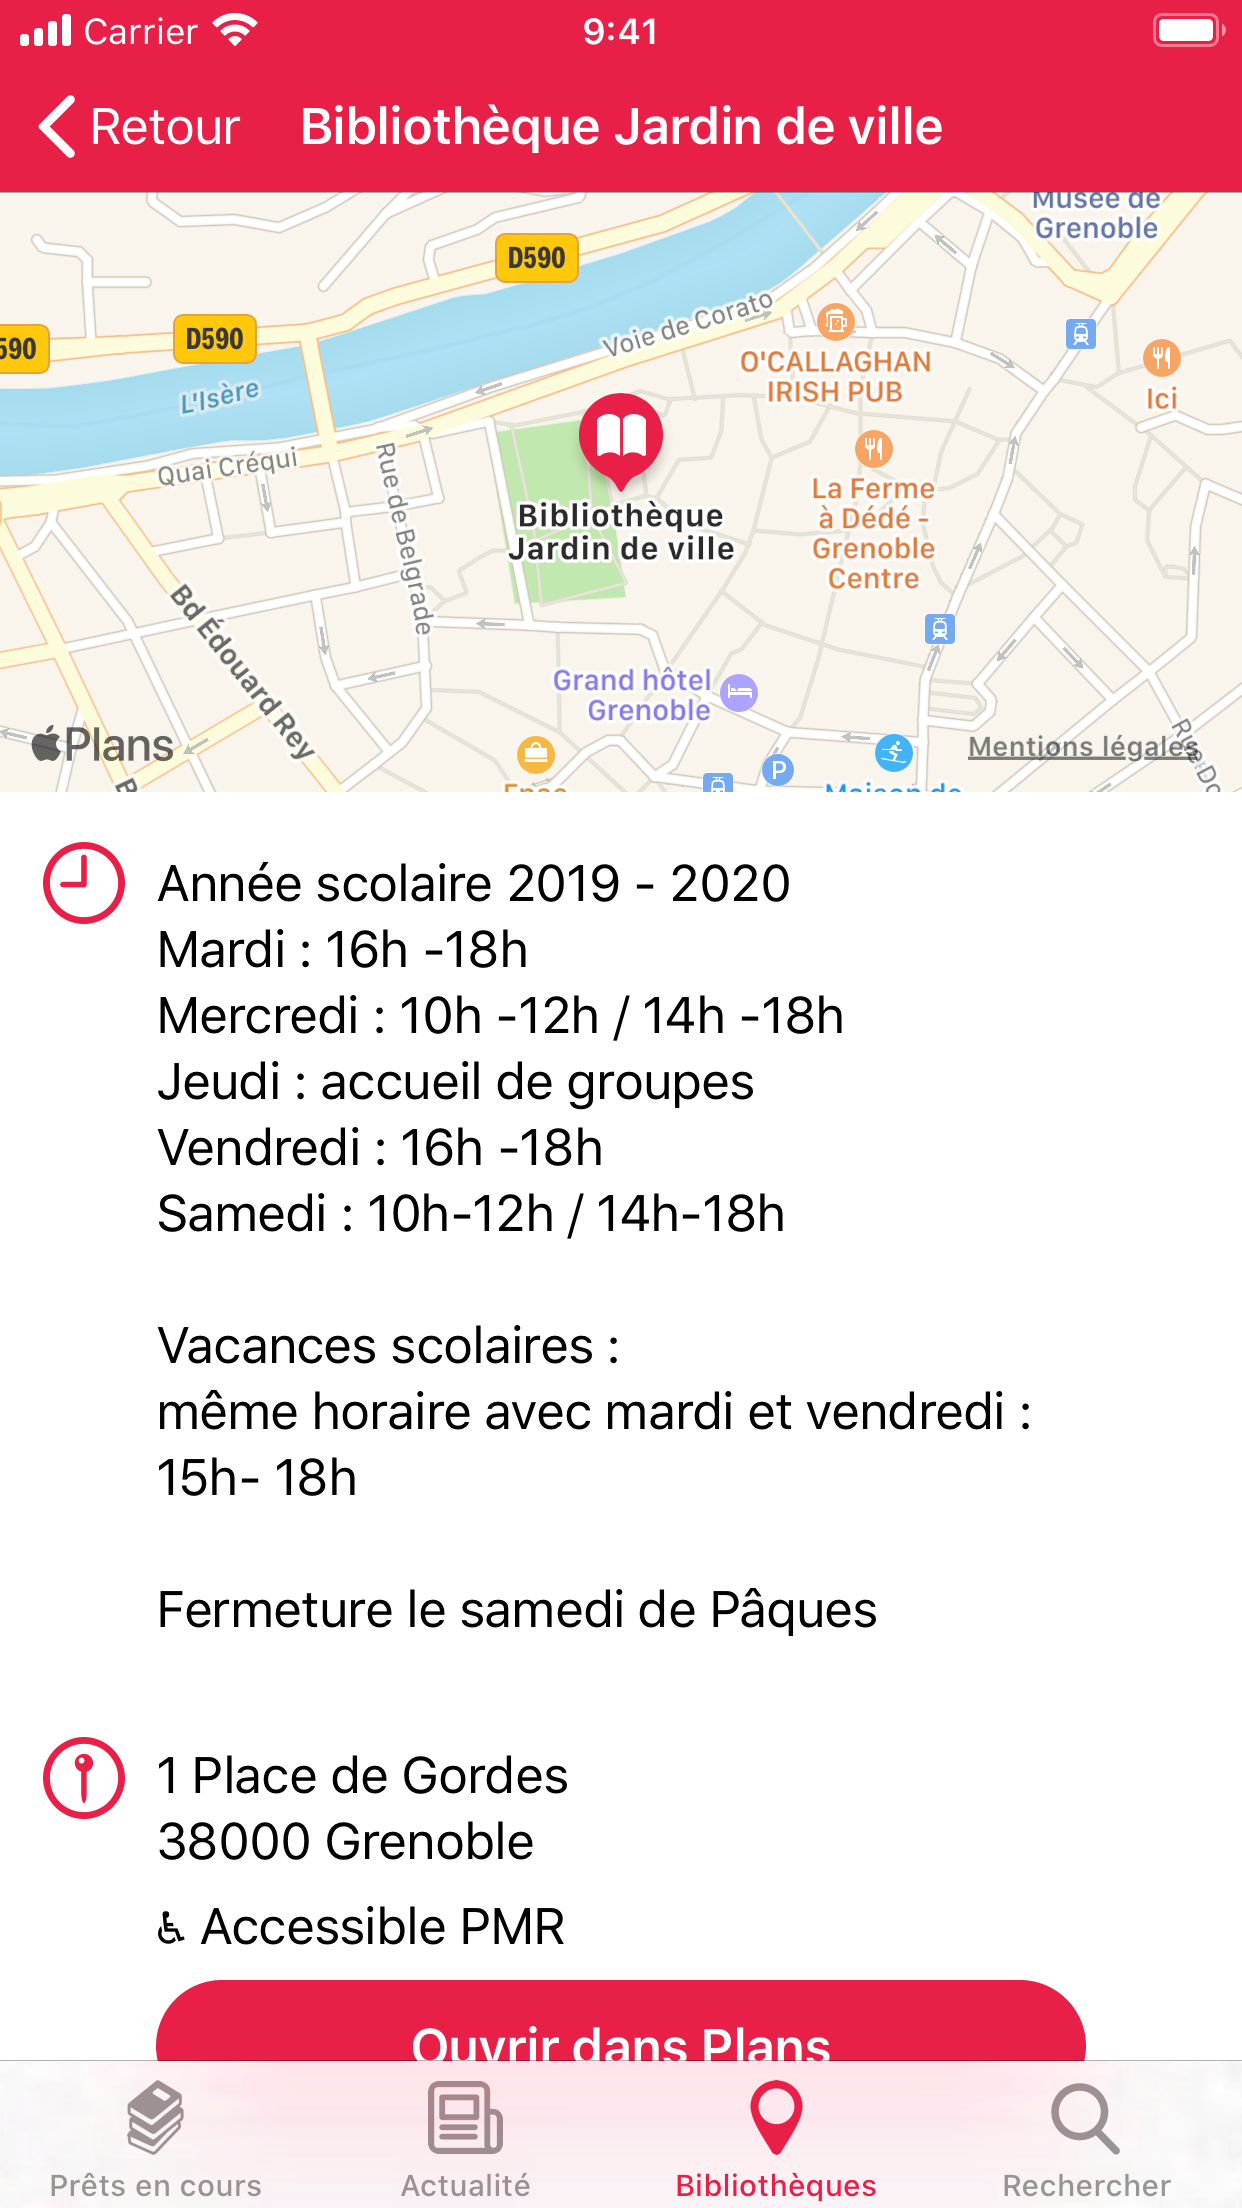 Carrier 9:41
Retour Bibliothèque Jardin de ville
Musée de
Grenoble
D590
D590
590
L'Isère
Voie de Corato
O'CALLAGHAN
IRISH PUB
Ici
Quai Créqui
Rue de Belgrade
La Ferme
à Dédé -
Grenoble
Centre
Bibliothèque
Jardin de ville
Bd Édouard Rey
Grand hôtel
Grenoble
Plans
P
Mentions légales
Rue Do
Fnac
Maison de
Année scolaire 2019 - 2020
Mardi : 16h -18h
Mercredi : 10h -12h / 14h -18h
Jeudi : accueil de groupes
Vendredi : 16h -18h
Samedi : 10h-12h / 14h-18h
Vacances scolaires :
même horaire avec mardi et vendredi :
15h- 18h
Fermeture le samedi de Pâques
1 Place de Gordes
38000 Grenoble
♿ Accessible PMR
Ouvrir dans Plans
Prêts en cours Actualité Bibliothèques Rechercher